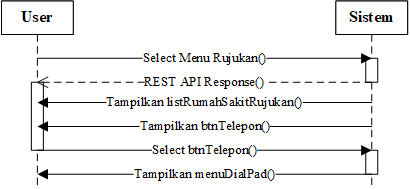 User
Sistem
Select Menu Rujukan()
REST API Response()
Tampilkan listRumahSakitRujukan()
Tampilkan btnTelepon()
Select btnTelepon()
Tampilkan menuDialPad()